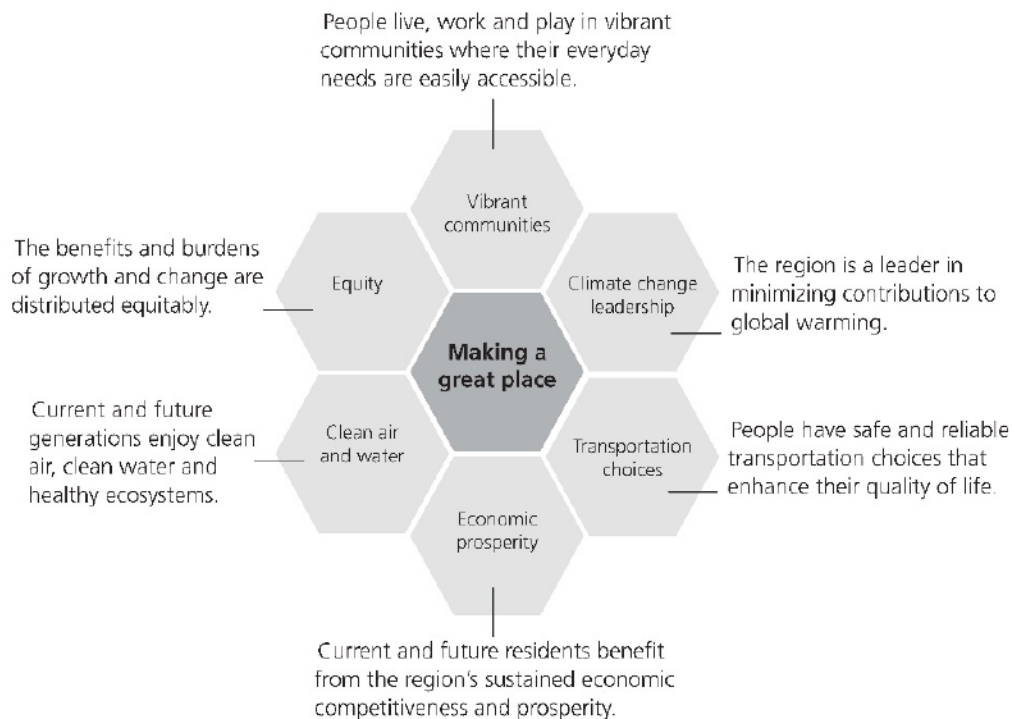 People live, work and play in vibrant
communities where their everyday
needs are easily accessible.
Vibrant
communities
The benefits and burdens
of growth and change are
distributed equitably.
Equity
Climate change
leadership
The region is a leader in
minimizing contributions to
global warming.
Making a
great place
Current and future
generations enjoy clean
air, clean water and
healthy ecosystems.
Clean air
and water
Transportation
choices
People have safe and reliable
transportation choices that
enhance their quality of life.
Economic
prosperity
Current and future residents benefit
from the region's sustained economic
competitiveness and prosperity.